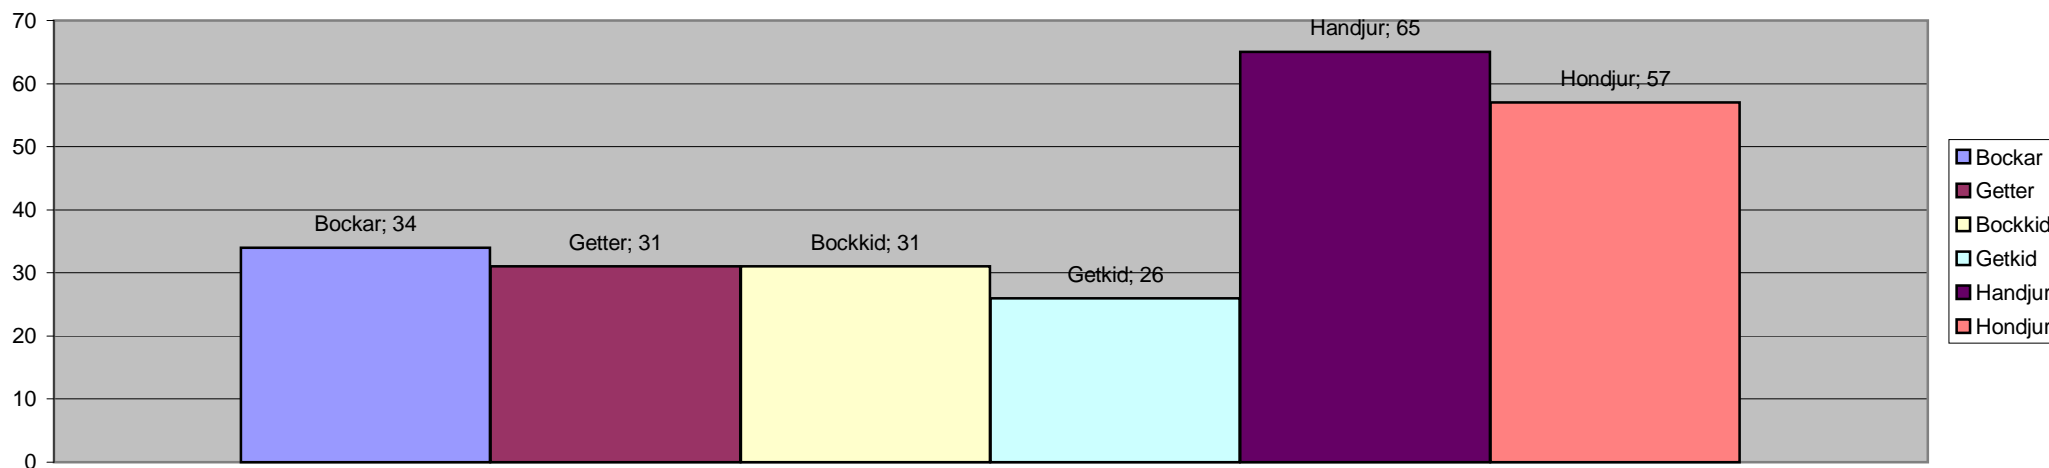 70
60
50
40
30
20
10
0
Bockar; 34
Getter; 31
Bockkid; 31
Getkid; 26
Handjur; 65
Hondjur; 57
Bockar
Getter
Bockkid
Getkid
Handjur
Hondjur